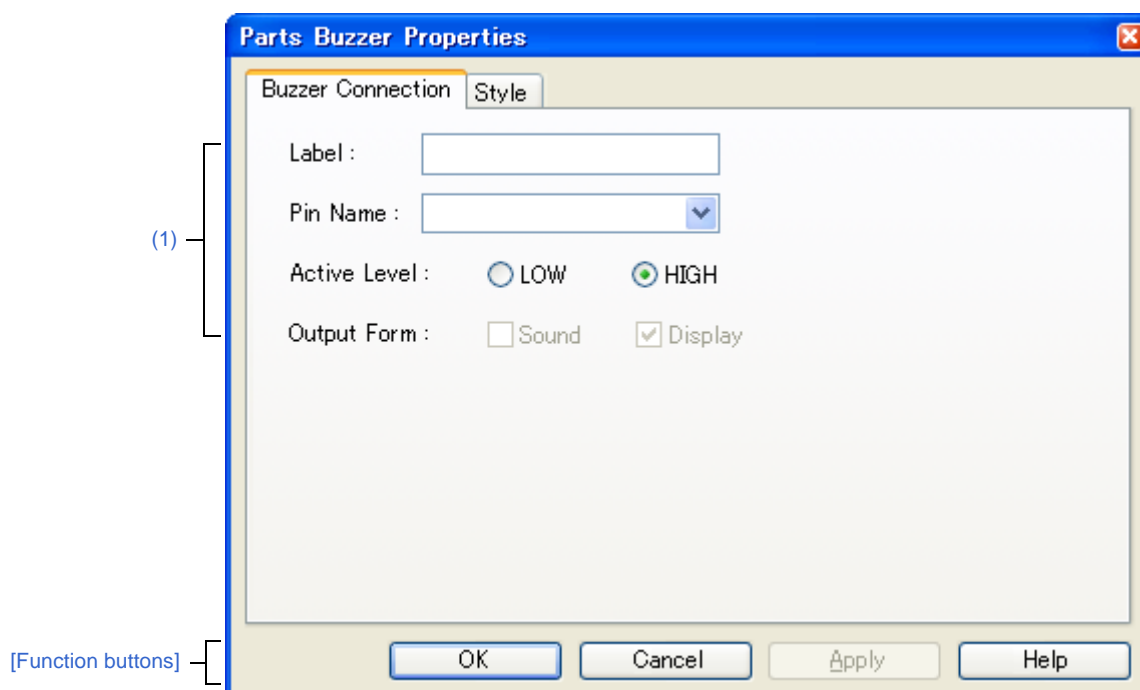 Parts Buzzer Properties
Buzzer Connection Style
Label :
Pin Name :
(1)
Active Level : LOW HIGH
Output Form : Sound Display
[Function buttons] OK Cancel Apply Help